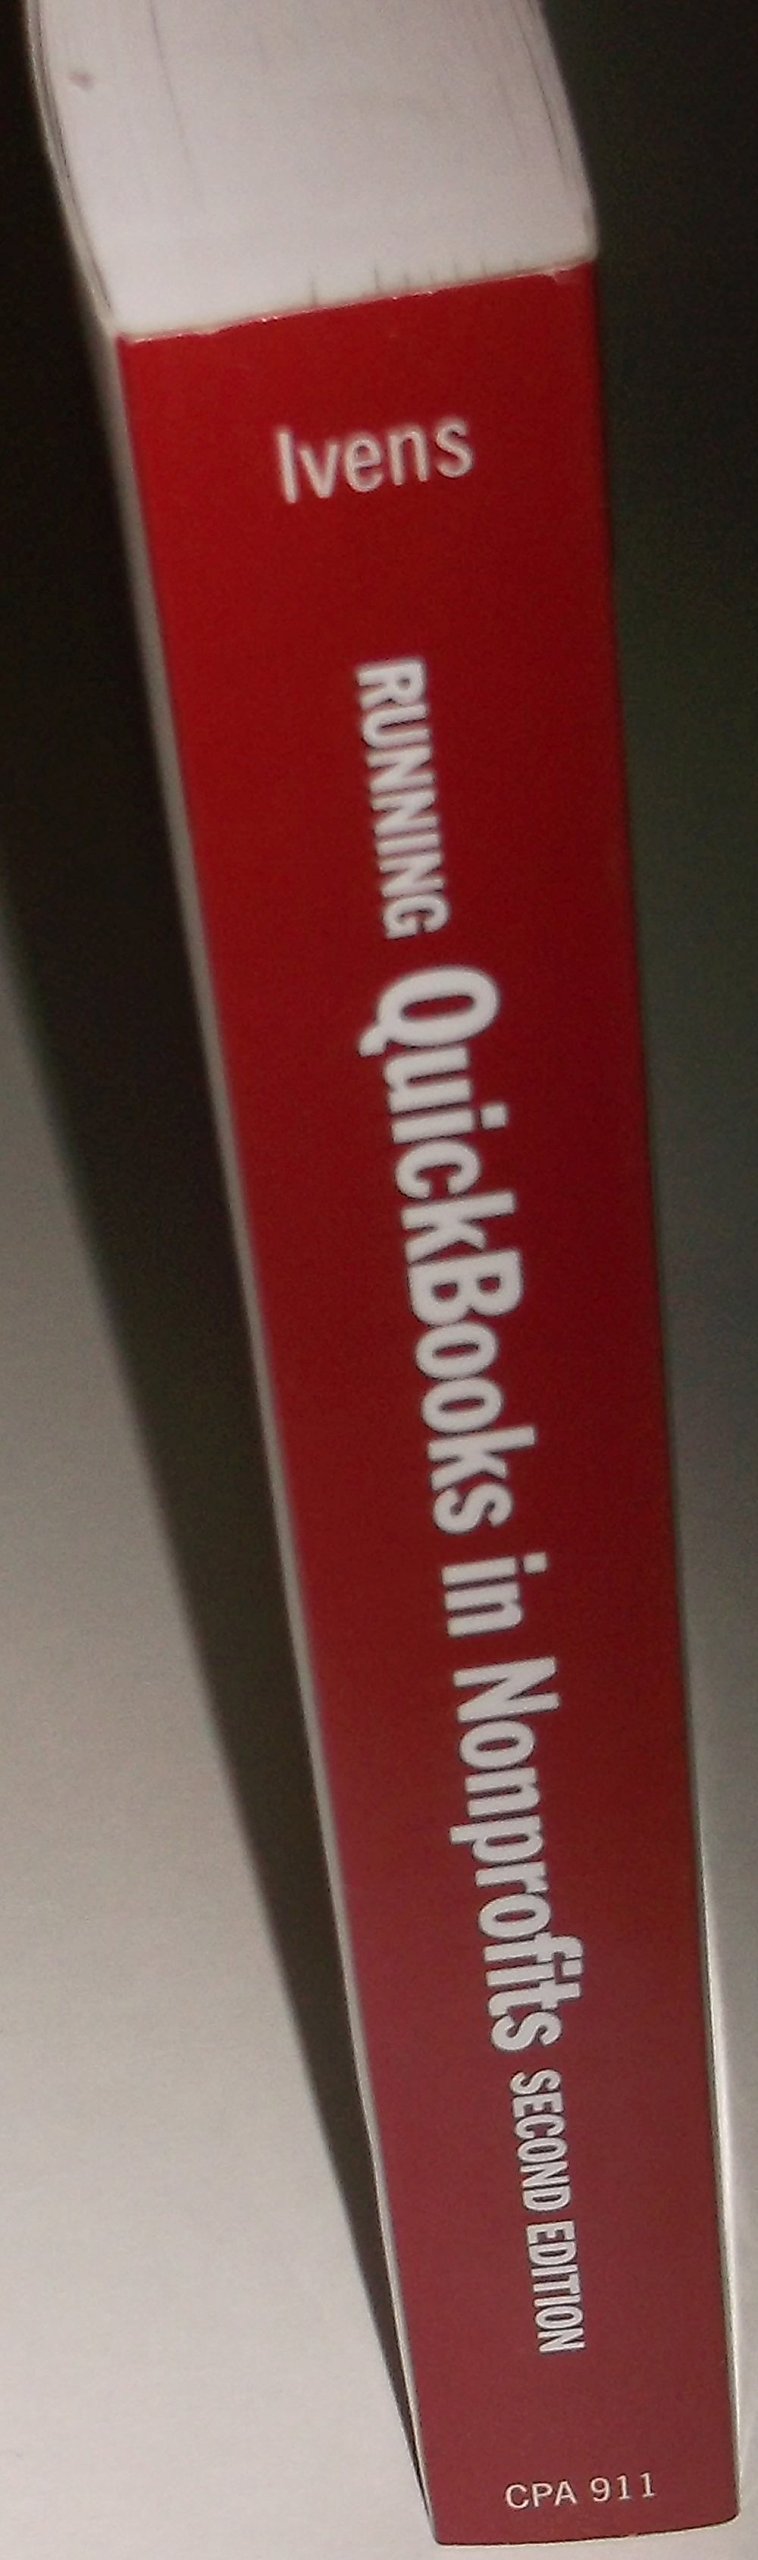 Ivens
RUNNING QuickBooks in Nonprofits SECOND EDITION
CPA 911